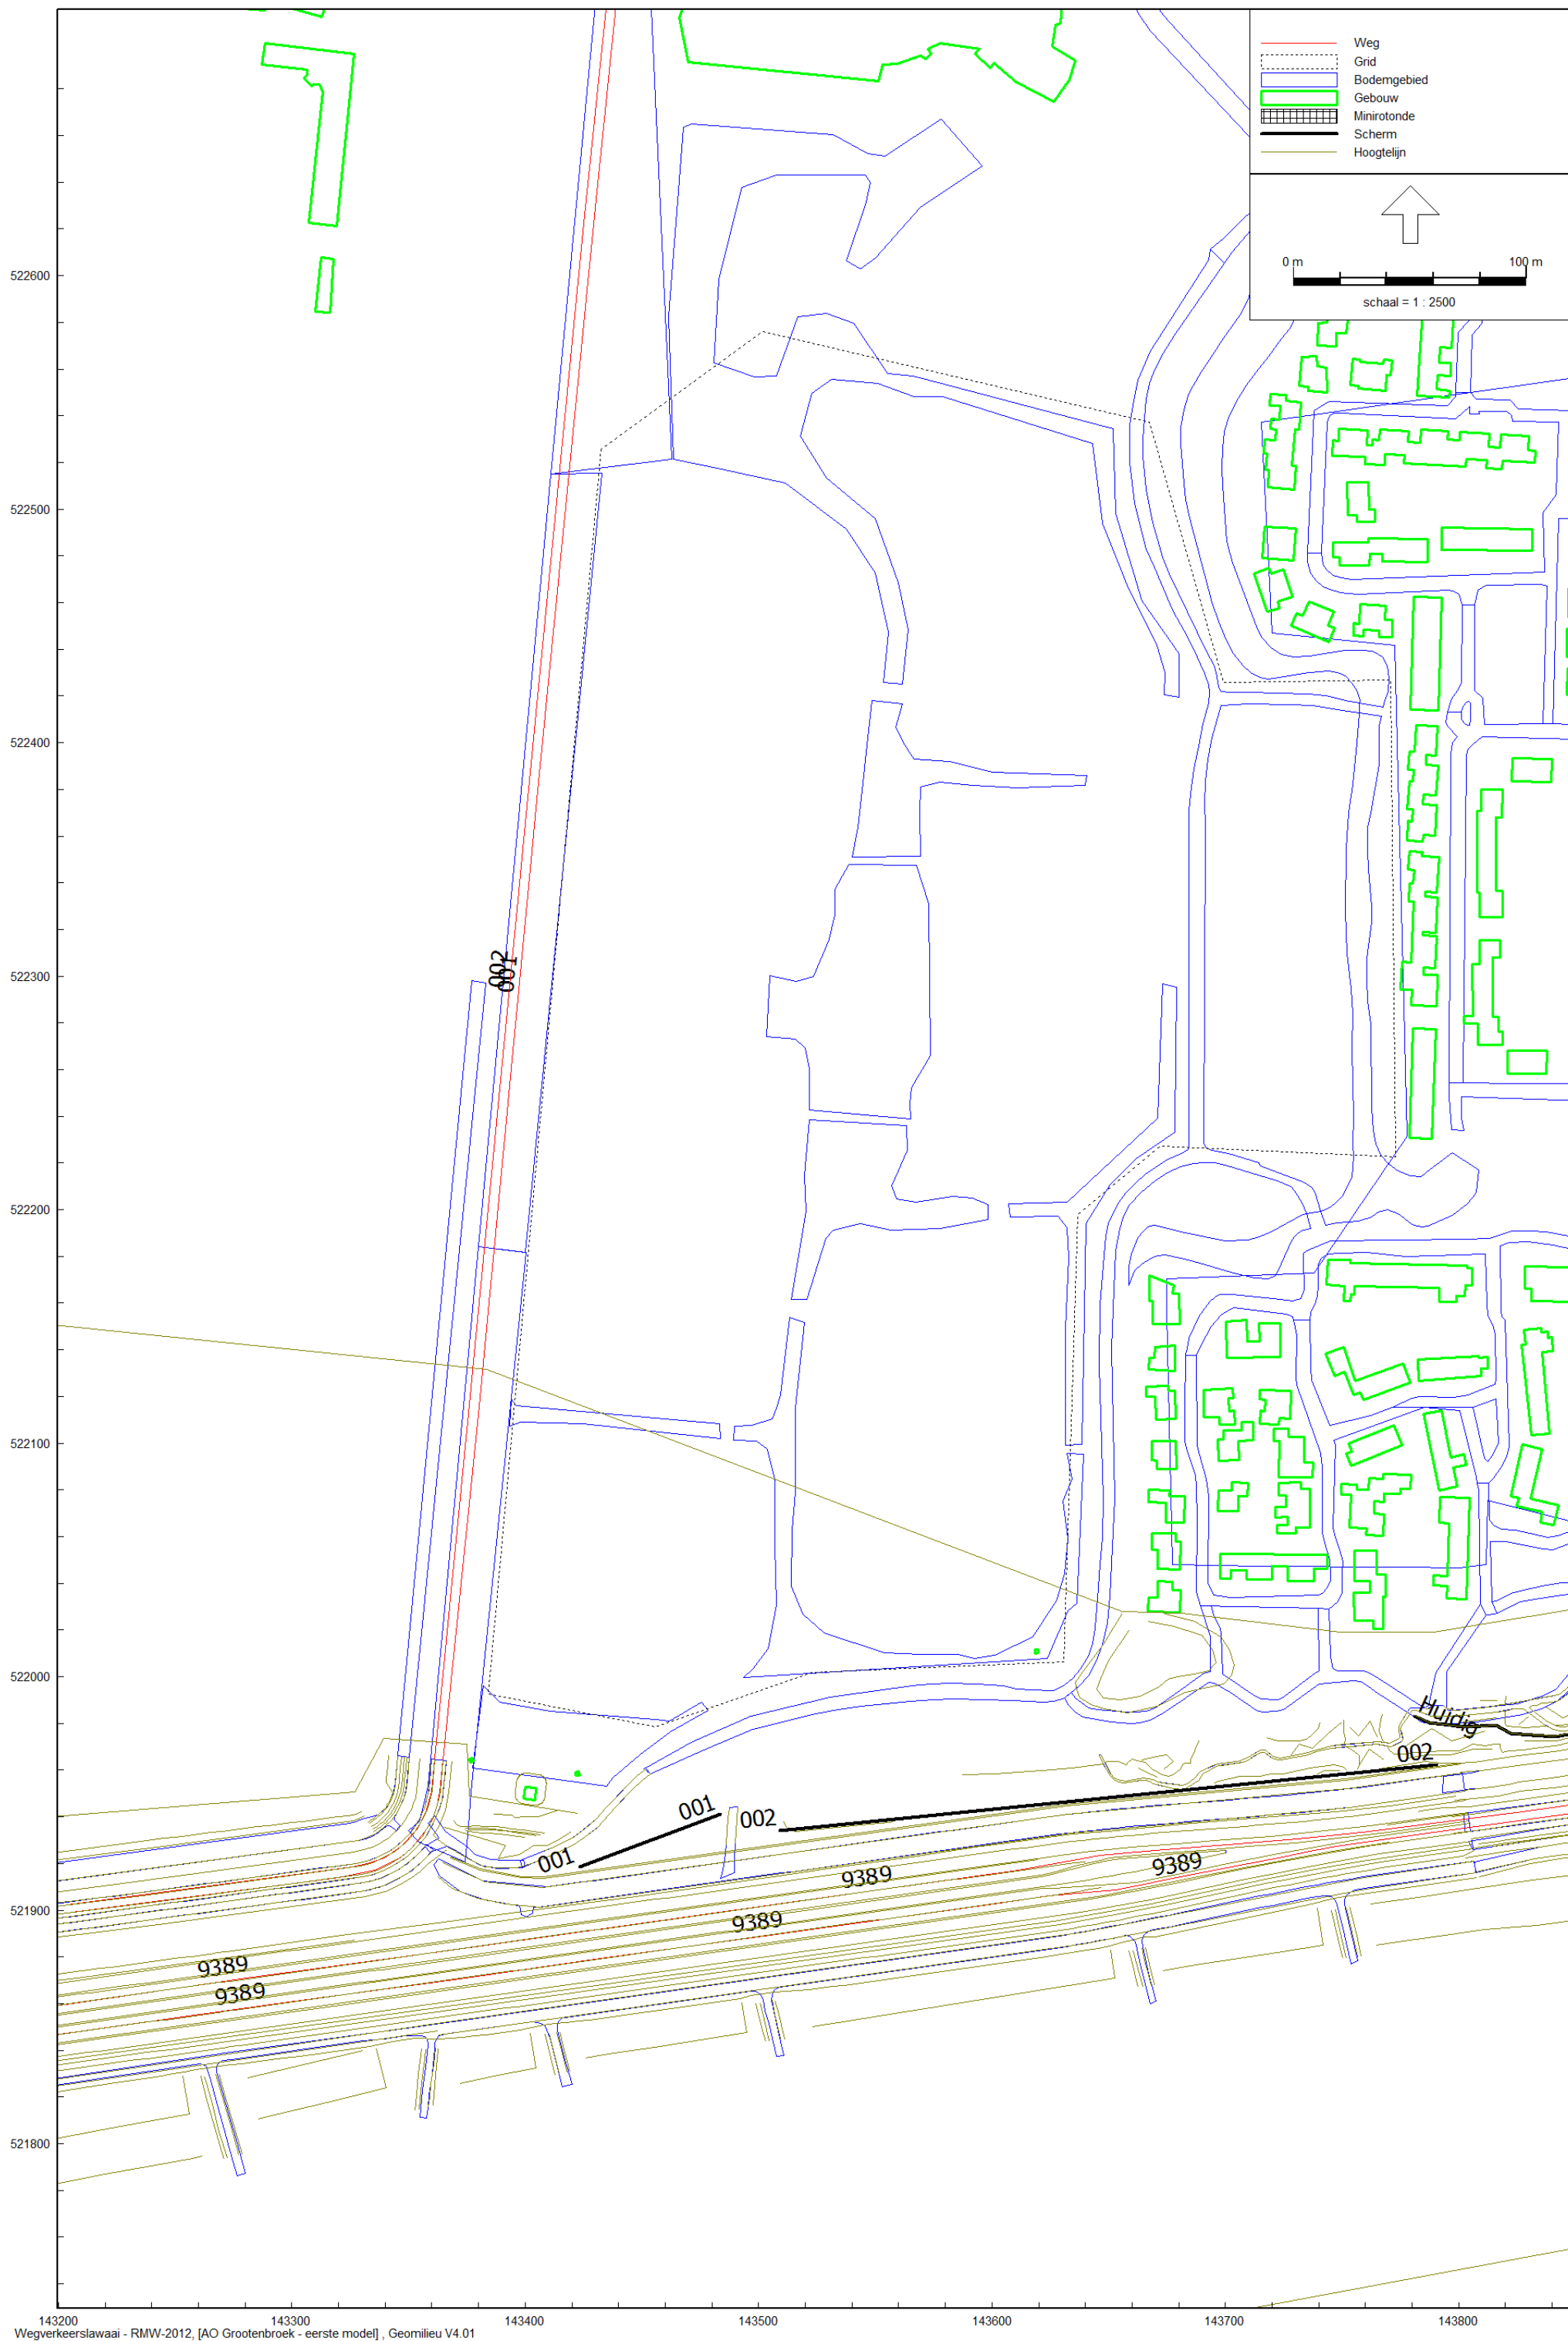 Weg
Grid
Bodemgebied
Gebouw
Minirotonde
Scherm
Hoogtelijn
0 m 100 m
schaal = 1 : 2500
522600
522500
522400
522300
522200
522100
522000
521900
521800
002
001
Huidig
002
001
002
001
9389
9389
9389
9389
9389
143200 143300 143400 143500 143600 143700 143800
Wegverkeerslawaai - RMW-2012, [AO Grootenbroek - eerste model] , Geomilieu V4.01